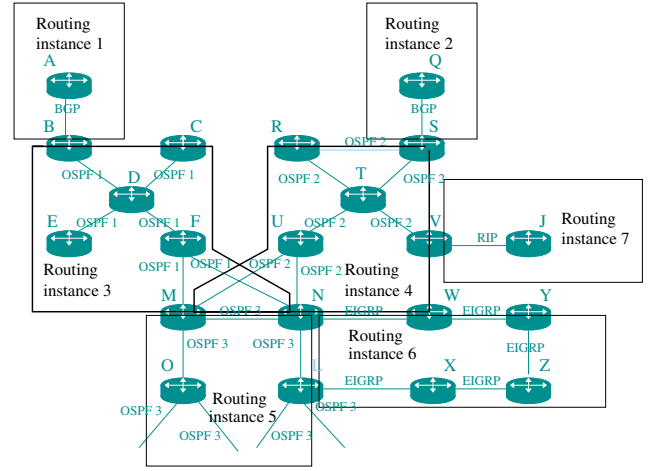 Routing
instance 1
Routing
instance 2
A
Q
BGP
BGP
B
C
R
S
OSPF 2
OSPF 1
OSPF 1
OSPF 2
OSPF 2
D
T
E
OSPF 1
OSPF 1
F
U
OSPF 2
OSPF 2
V
J
Routing
instance 7
RIP
OSPF 1
OSPF 1
OSPF 2
OSPF 2
Routing
instance 3
Routing
instance 4
M
N
W
Y
OSPF 3
EIGRP
EIGRP
OSPF 3
OSPF 3
Routing
instance 6
EIGRP
O
L
X
Z
EIGRP
EIGRP
Routing
instance 5
OSPF 3
OSPF 3
OSPF 3
OSPF 3